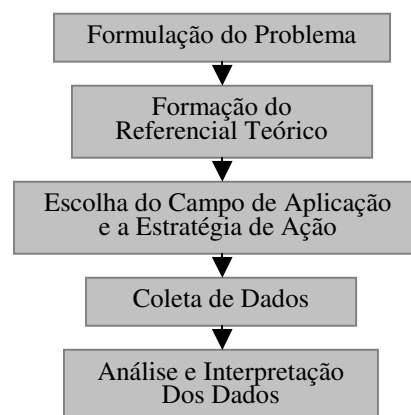 Formulação do Problema
Formação do
Referencial Teórico
Escolha do Campo de Aplicação
e a Estratégia de Ação
Coleta de Dados
Análise e Interpretação
Dos Dados